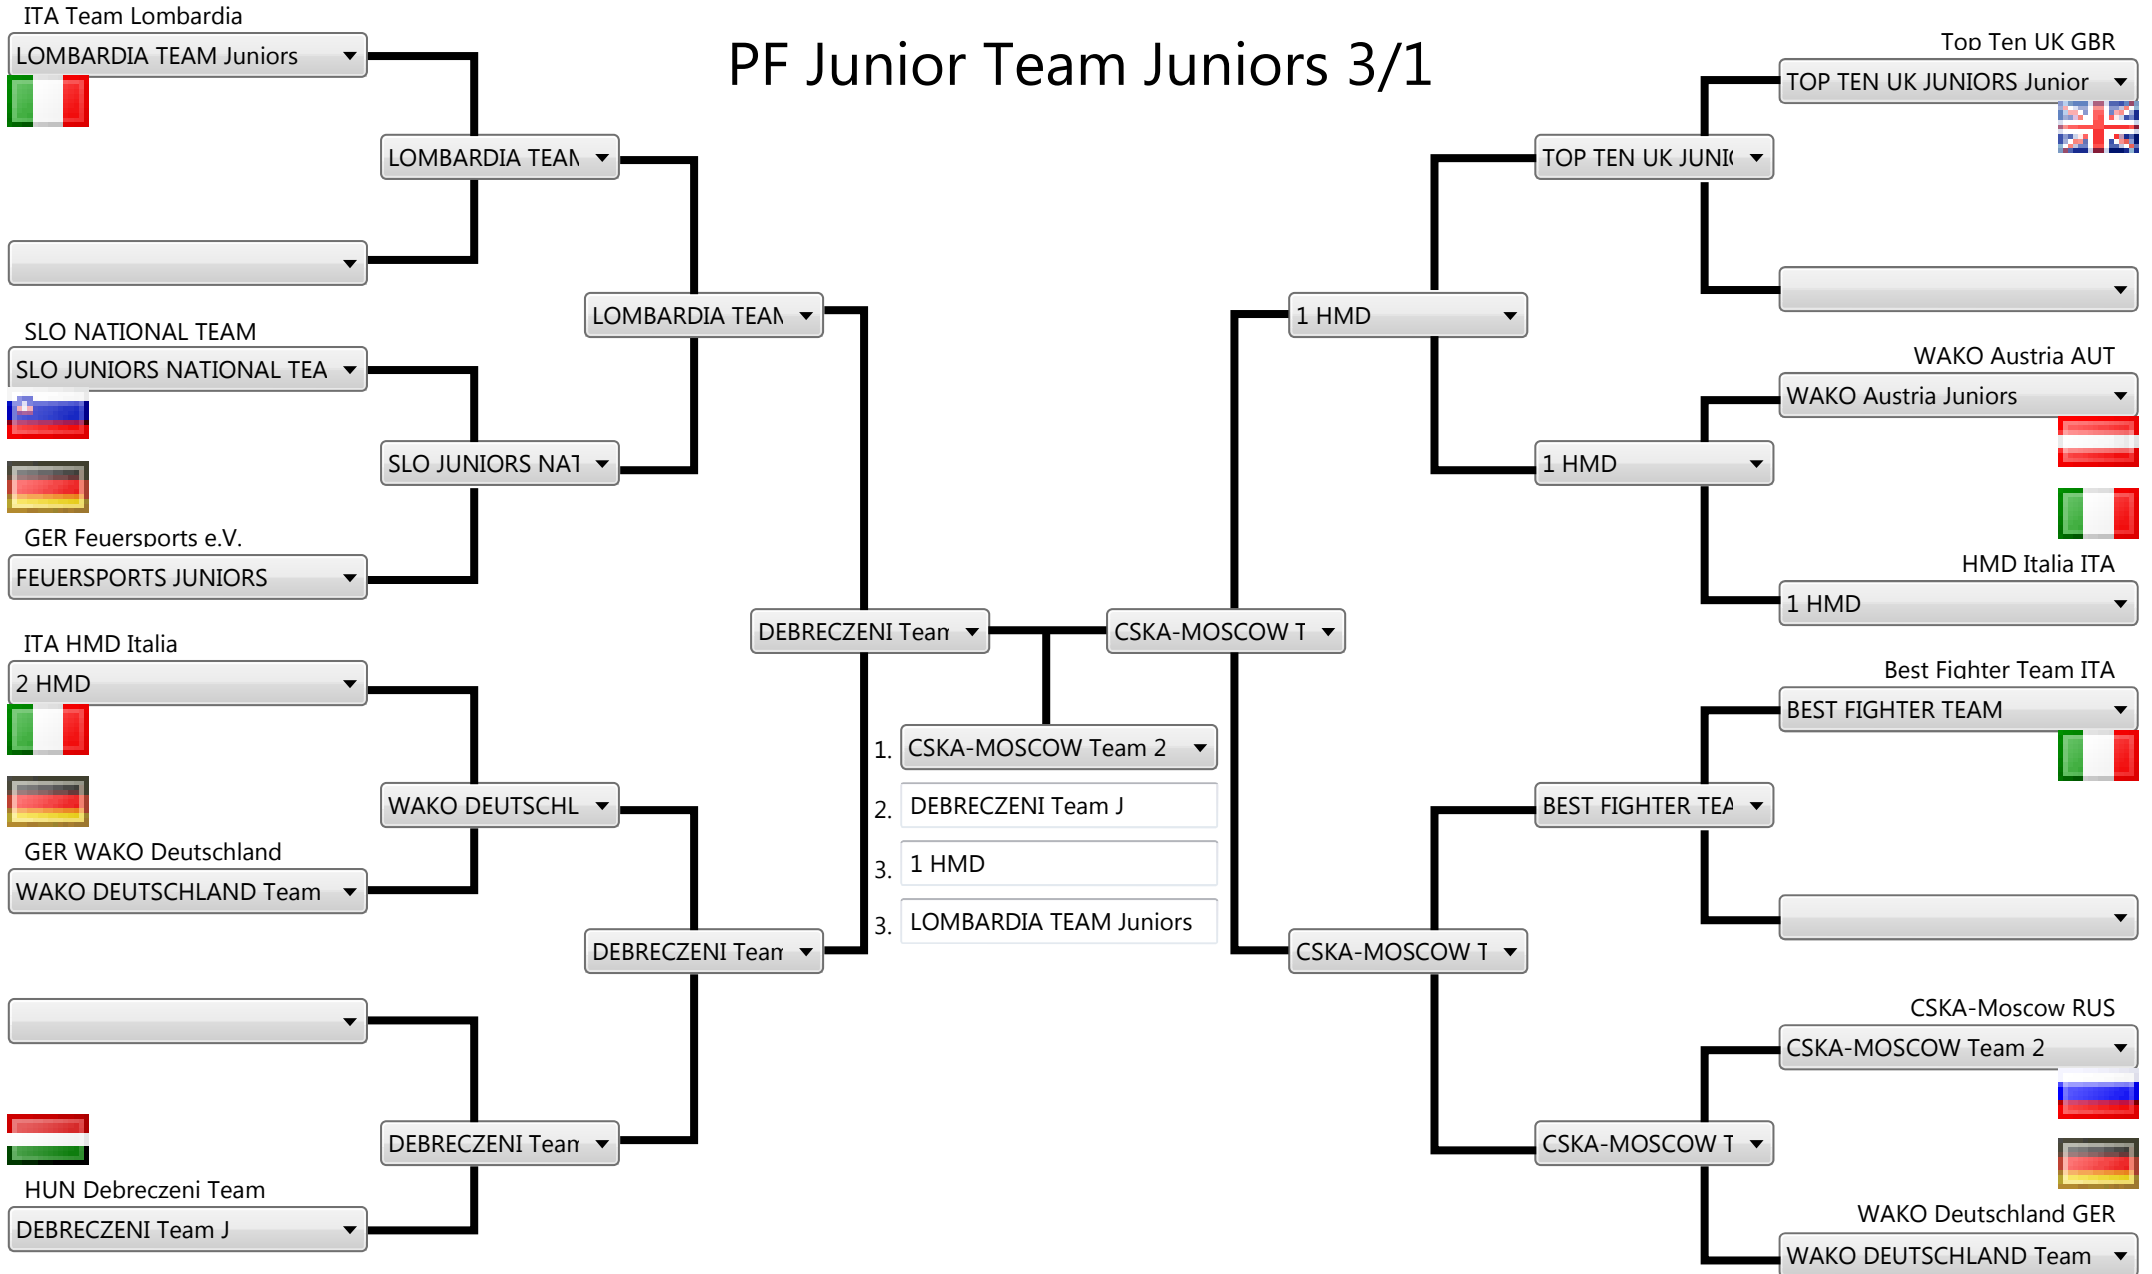 ITA Team Lombardia
LOMBARDIA TEAM Juniors
PF Junior Team Juniors 3/1
Top Ten UK GBR
TOP TEN UK JUNIORS Junior
LOMBARDIA TEAM
TOP TEN UK JUNI
SLO NATIONAL TEAM
SLO JUNIORS NATIONAL TEA
LOMBARDIA TEAM
1 HMD
WAKO Austria AUT
WAKO Austria Juniors
SLO JUNIORS NAT
1 HMD
GER Feuersports e.V.
FEUERSPORTS JUNIORS
HMD Italia ITA
1 HMD
ITA HMD Italia
2 HMD
DEBRECZENI Team
CSKA-MOSCOW T
Best Fighter Team ITA
BEST FIGHTER TEAM
1. CSKA-MOSCOW Team 2
2. DEBRECZENI Team J
3. 1 HMD
3. LOMBARDIA TEAM Juniors
WAKO DEUTSCHL
BEST FIGHTER TEA
GER WAKO Deutschland
WAKO DEUTSCHLAND Team
DEBRECZENI Team
CSKA-MOSCOW T
CSKA-Moscow RUS
CSKA-MOSCOW Team 2
DEBRECZENI Team
CSKA-MOSCOW T
HUN Debreczeni Team
DEBRECZENI Team J
WAKO Deutschland GER
WAKO DEUTSCHLAND Team